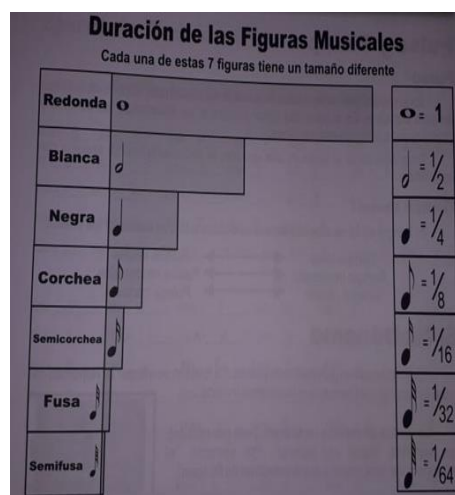 Duración de las Figuras Musicales
Cada una de estas 7 figuras tiene un tamaño diferente
Redonda
= 1
Blanca
= 1/2
Negra
= 1/4
Corchea
= 1/8
Semicorchea
= 1/16
Fusa
= 1/32
Semifusa
= 1/64